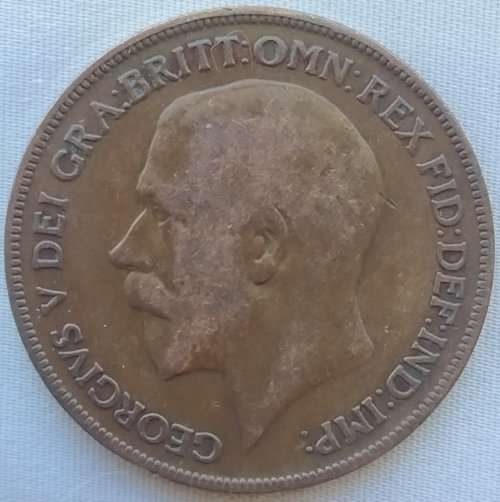 GEORGIVS V DEI GRA: BRITT: OMN: REX FID: DEF: IND: IMP: